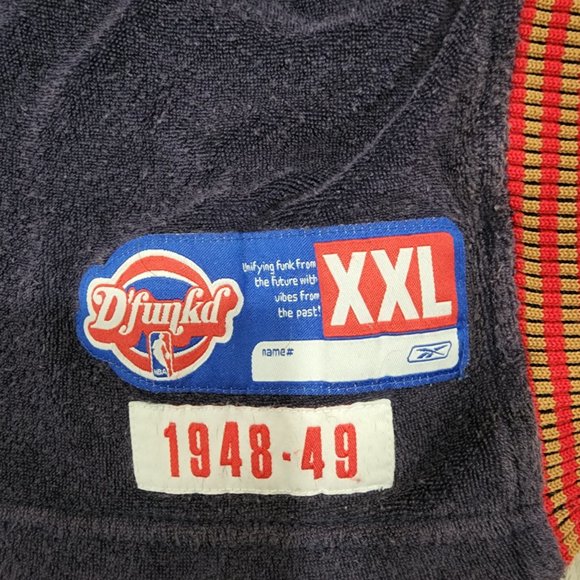 D'funkd
NBA
Unifying funk from
the future with
vibes from
the past!
XXL
name#
1948-49